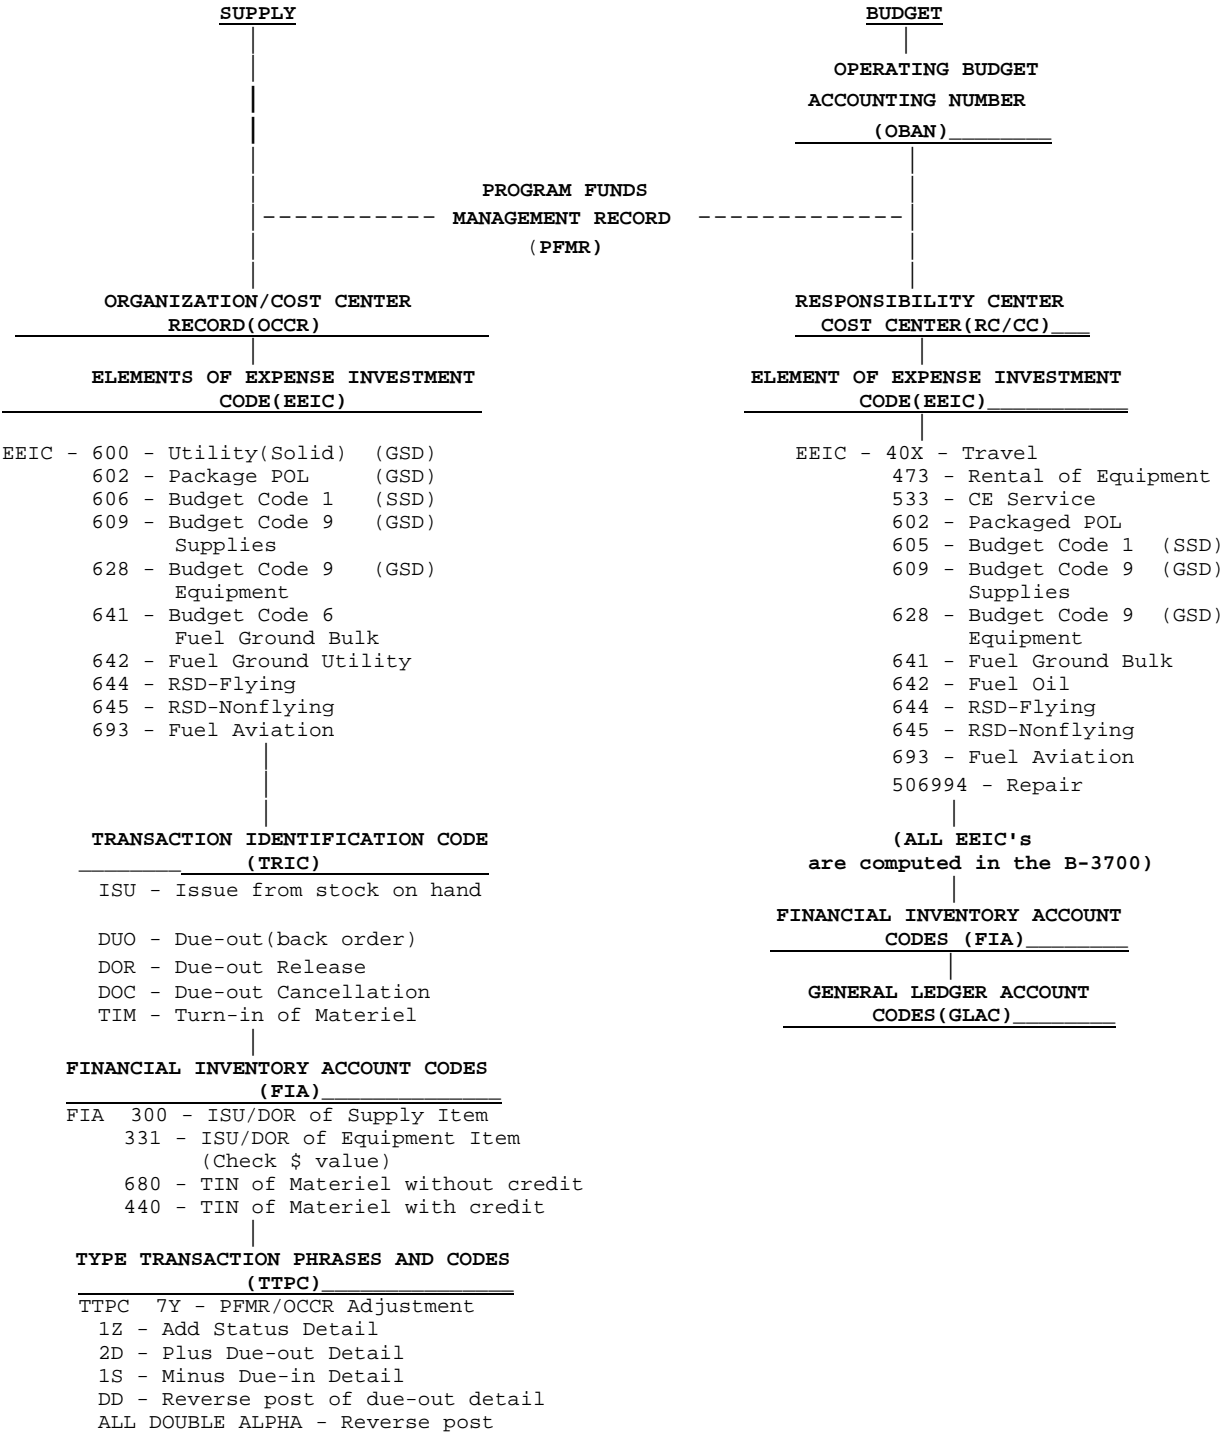 SUPPLY
BUDGET
OPERATING BUDGET
ACCOUNTING NUMBER
(OBAN)________
PROGRAM FUNDS
----------- MANAGEMENT RECORD -------------
(PFMR)
ORGANIZATION/COST CENTER
RECORD(OCCR)
RESPONSIBILITY CENTER
COST CENTER(RC/CC)___
ELEMENTS OF EXPENSE INVESTMENT
CODE(EEIC)
ELEMENT OF EXPENSE INVESTMENT
CODE(EEIC)___________
EEIC - 600 - Utility(Solid) (GSD)
602 - Package POL (GSD)
606 - Budget Code 1 (SSD)
609 - Budget Code 9 (GSD)
Supplies
628 - Budget Code 9 (GSD)
Equipment
641 - Budget Code 6
Fuel Ground Bulk
642 - Fuel Ground Utility
644 - RSD-Flying
645 - RSD-Nonflying
693 - Fuel Aviation
EEIC - 40X - Travel
473 - Rental of Equipment
533 - CE Service
602 - Packaged POL
605 - Budget Code 1 (SSD)
609 - Budget Code 9 (GSD)
Supplies
628 - Budget Code 9 (GSD)
Equipment
641 - Fuel Ground Bulk
642 - Fuel Oil
644 - RSD-Flying
645 - RSD-Nonflying
693 - Fuel Aviation
506994 - Repair
TRANSACTION IDENTIFICATION CODE
________(TRIC)
ISU - Issue from stock on hand
DUO - Due-out(back order)
DOR - Due-out Release
DOC - Due-out Cancellation
TIM - Turn-in of Materiel
(ALL EEIC's
are computed in the B-3700)
FINANCIAL INVENTORY ACCOUNT
CODES (FIA)________
GENERAL LEDGER ACCOUNT
CODES(GLAC)________
FINANCIAL INVENTORY ACCOUNT CODES
(FIA)______________
FIA 300 - ISU/DOR of Supply Item
331 - ISU/DOR of Equipment Item
(Check $ value)
680 - TIN of Materiel without credit
440 - TIN of Materiel with credit
TYPE TRANSACTION PHRASES AND CODES
(TTPC)_______________
TTPC 7Y - PFMR/OCCR Adjustment
1Z - Add Status Detail
2D - Plus Due-out Detail
1S - Minus Due-in Detail
DD - Reverse post of due-out detail
ALL DOUBLE ALPHA - Reverse post